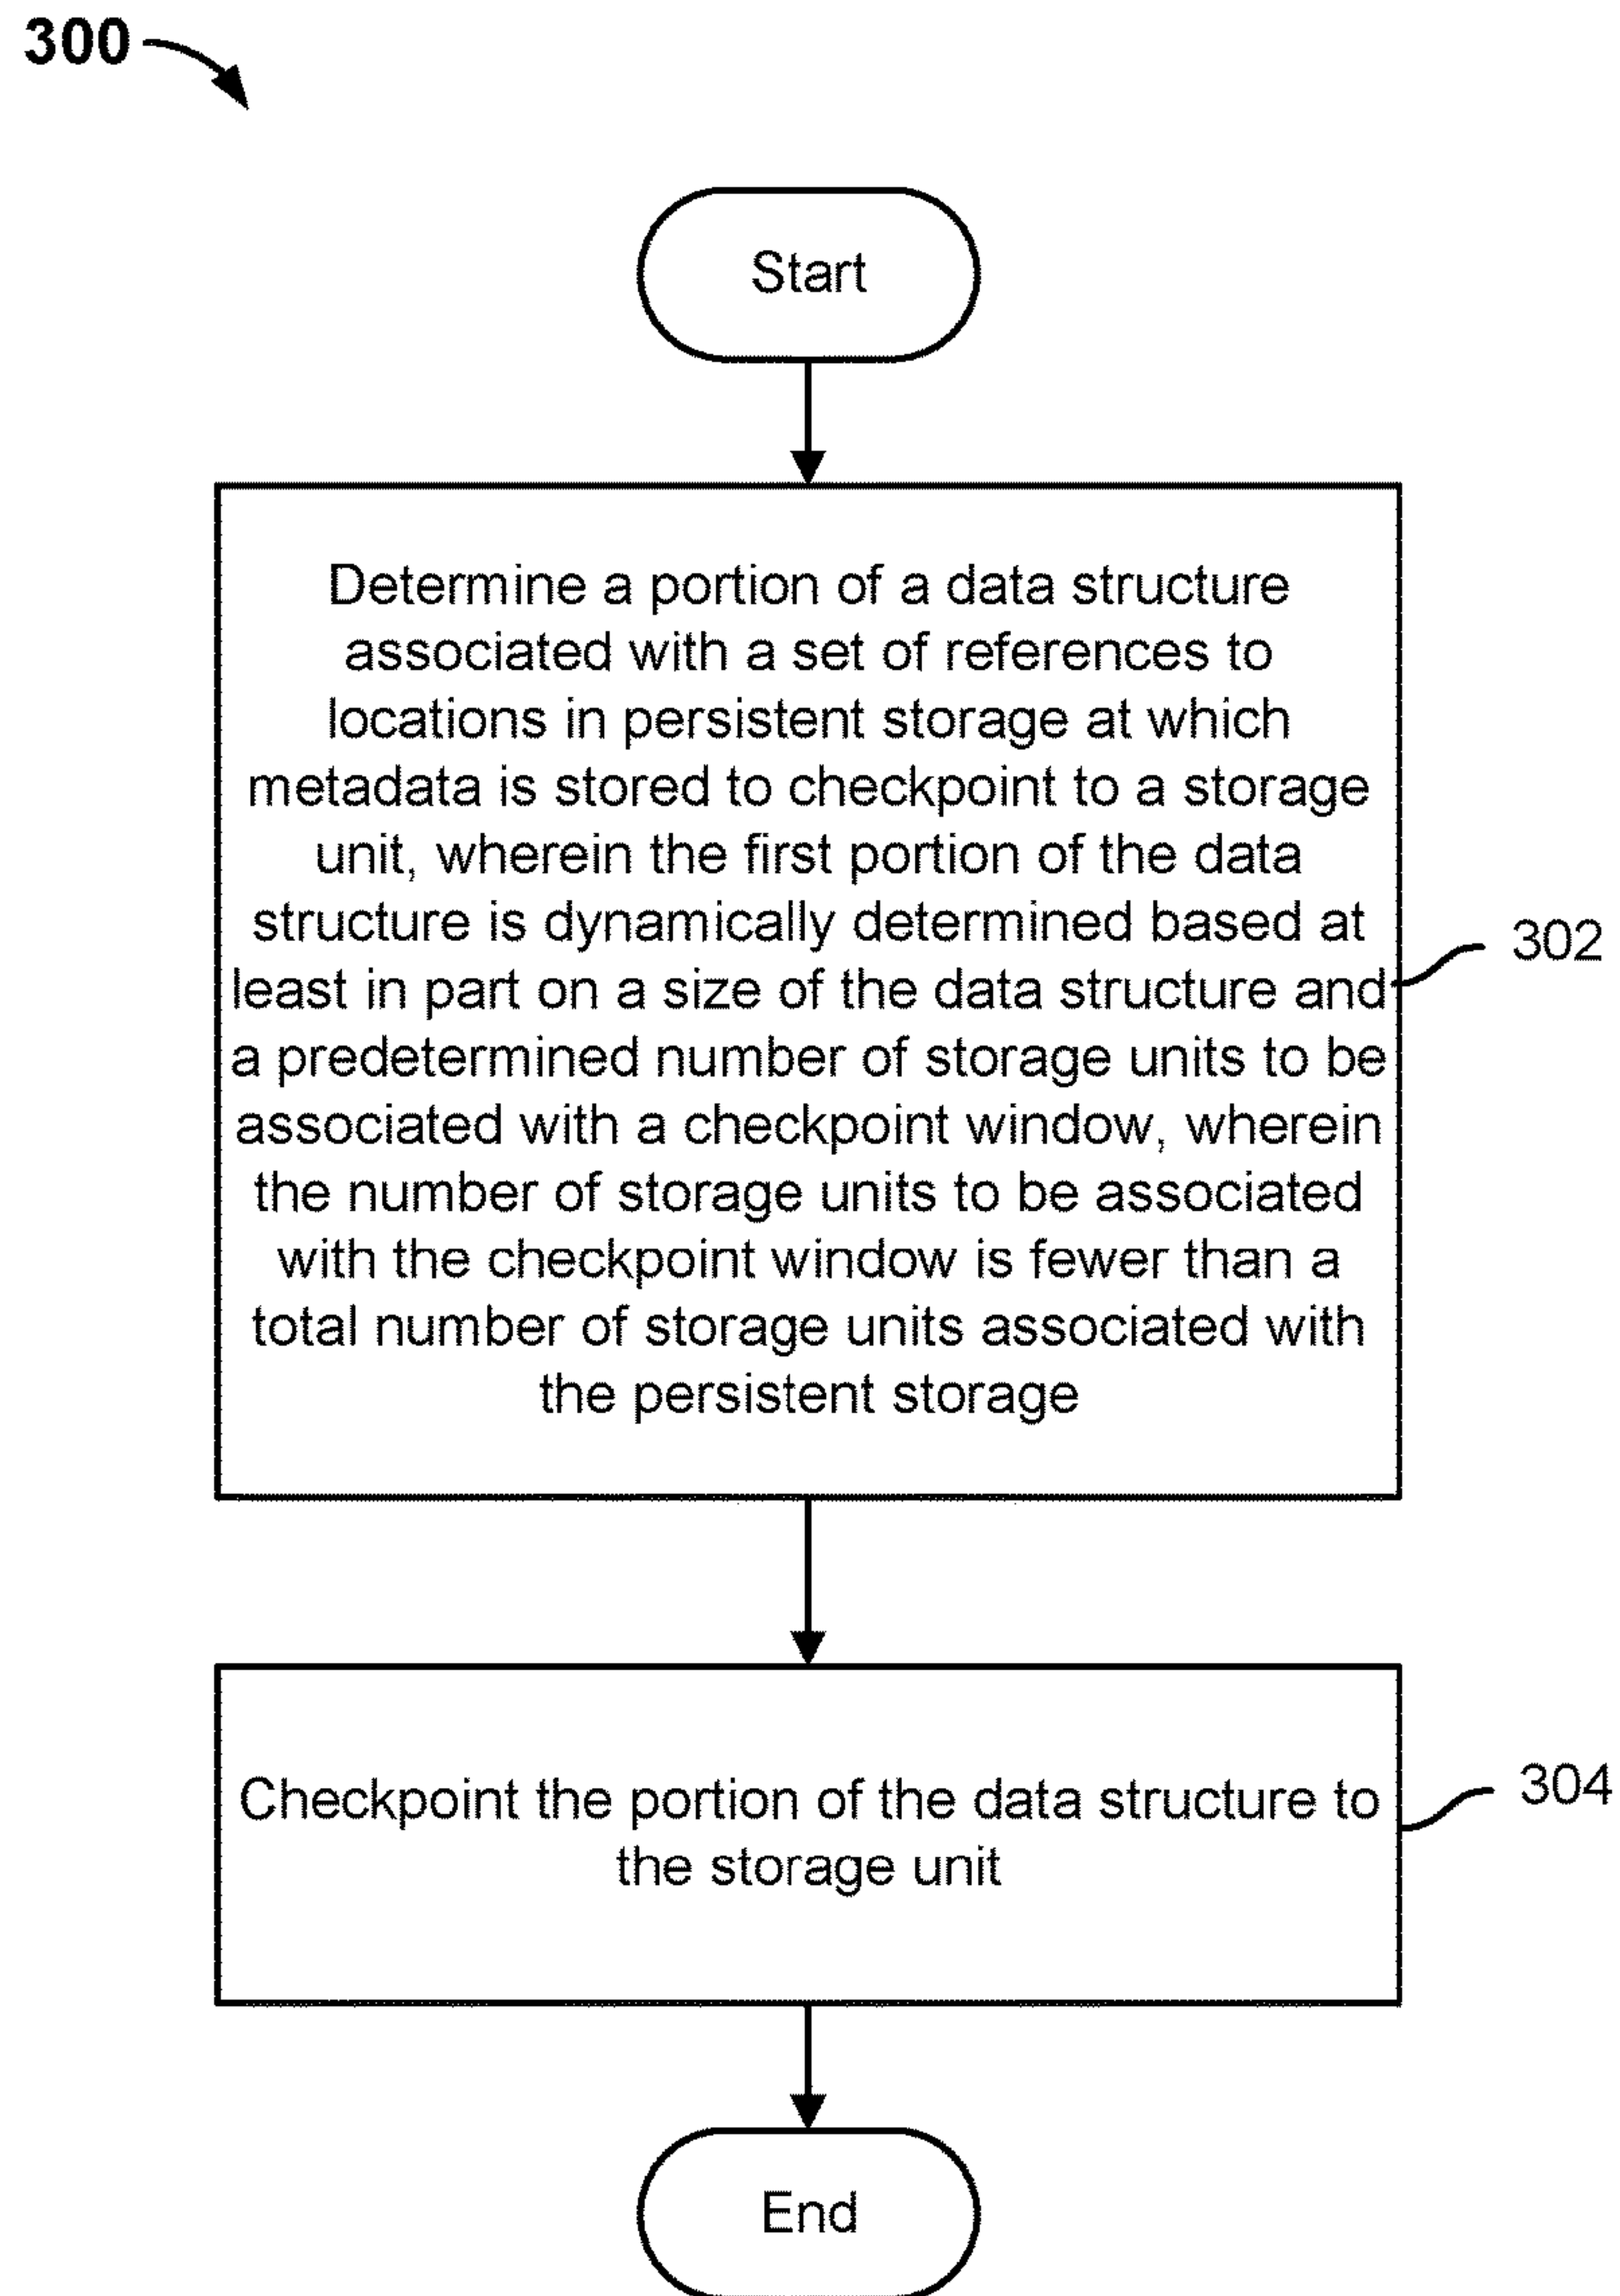 300
Start
Determine a portion of a data structure
associated with a set of references to
locations in persistent storage at which
metadata is stored to checkpoint to a storage
unit, wherein the first portion of the data
structure is dynamically determined based at
least in part on a size of the data structure and
a predetermined number of storage units to be
associated with a checkpoint window, wherein
the number of storage units to be associated
with the checkpoint window is fewer than a
total number of storage units associated with
the persistent storage
302
Checkpoint the portion of the data structure to
the storage unit
304
End